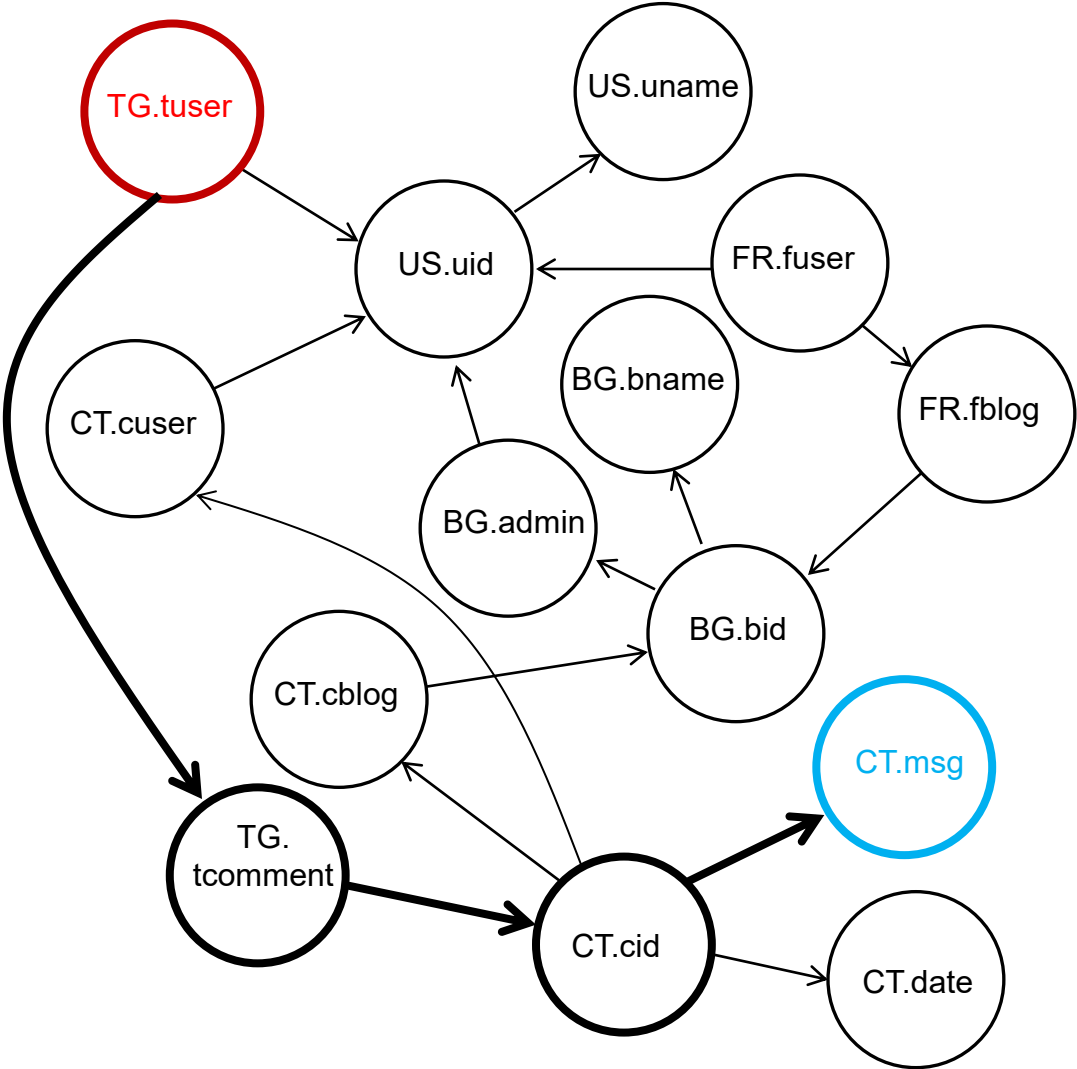 US.uname
TG.tuser
US.uid
FR.fuser
BG.bname
FR.fblog
CT.cuser
BG.admin
BG.bid
CT.cblog
CT.msg
TG.
tcomment
CT.cid
CT.date